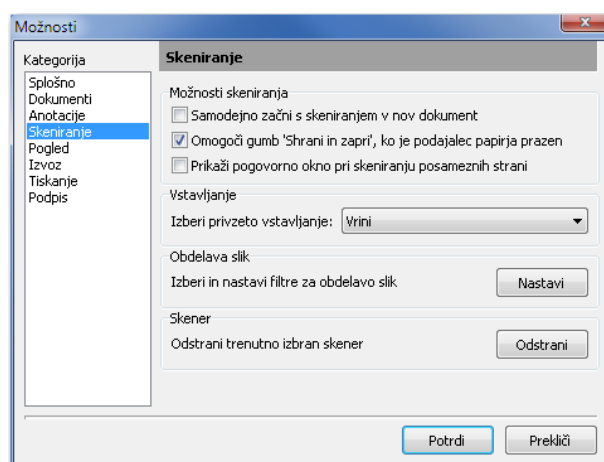 Možnosti
Kategorija
Splošno
Dokumenti
Anotacije
Skeniranje
Pogled
Izvoz
Tiskanje
Podpis
Skeniranje
Možnosti skeniranja
Samodejno začni s skeniranjem v nov dokument
Omogoči gumb 'Shrani in zapri', ko je podajalec papirja prazen
Prikaži pogovorno okno pri skeniranju posameznih strani
Vstavljanje
Izberi privzeto vstavljanje: Vrini
Obdelava slik
Izberi in nastavi filtre za obdelavo slik Nastavi
Skener
Odstrani trenutno izbran skener Odstrani
Potrdi Prekliči